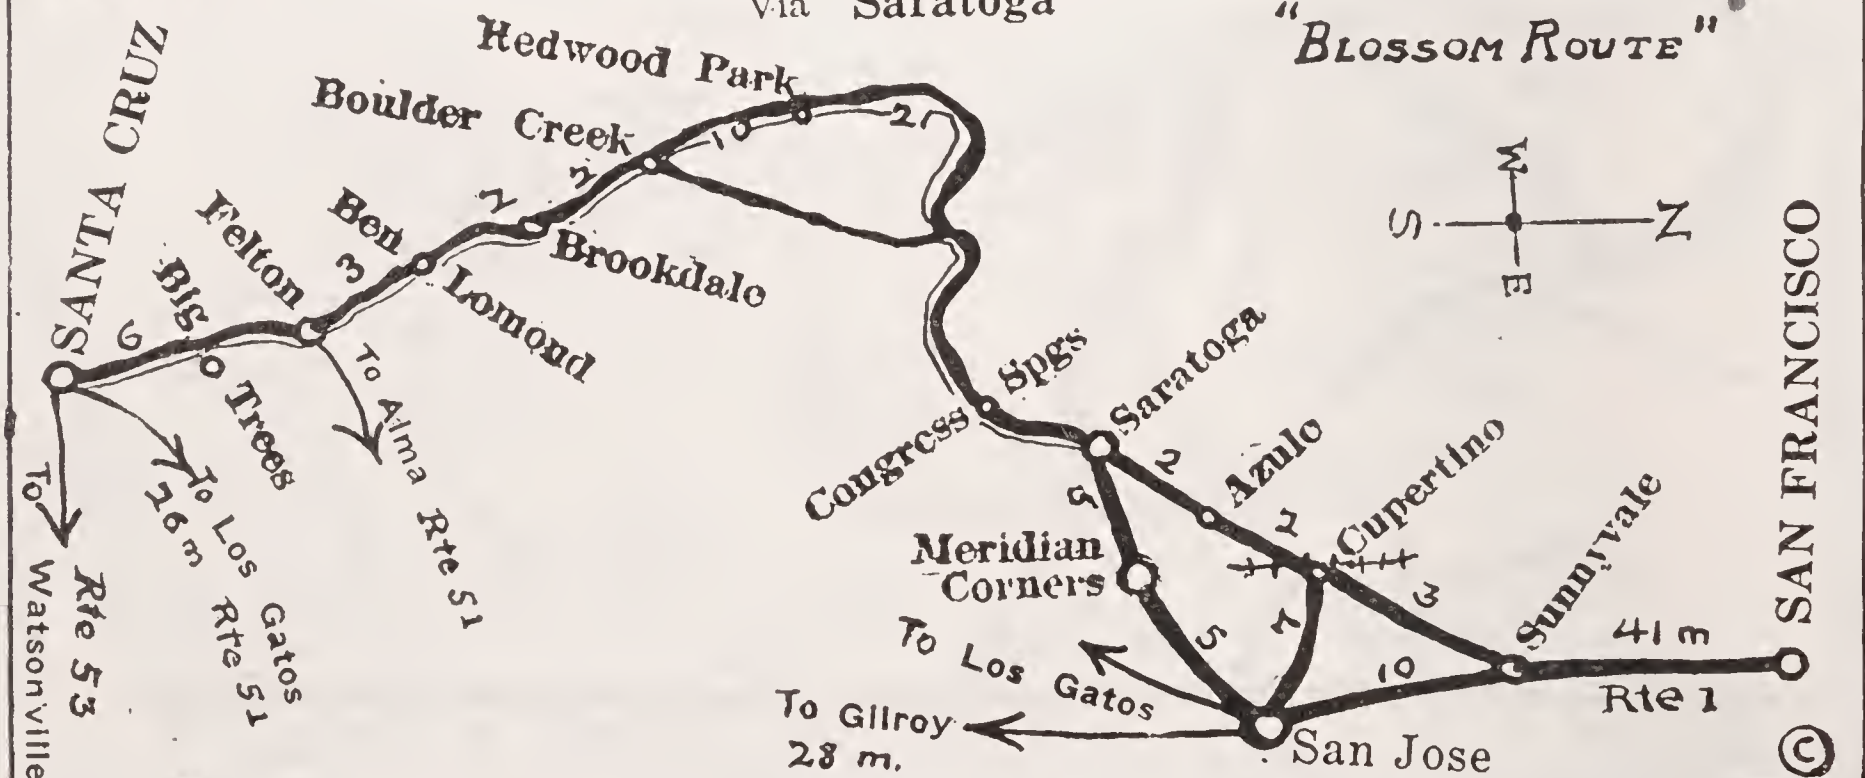 Via Saratoga
"BLOSSOM ROUTE"
SANTA CRUZ
Redwood Park
Boulder Creek
10
21
2
2
Felton
Ben
Lomond
Brookdale
3
Big
Trees
6
W
S
N
E
SAN FRANCISCO
To Alma Rte 51
Congress
Spgs
Saratoga
2
Azulo
2
Cupertino
3
Sunnyvale
41 m
Rte 1
Meridian
Corners
5
7
10
To Los Gatos
To Gilroy
28 m.
San Jose
To Los Gatos
26 m Rte 51
To Watsonville
Rte 53
©